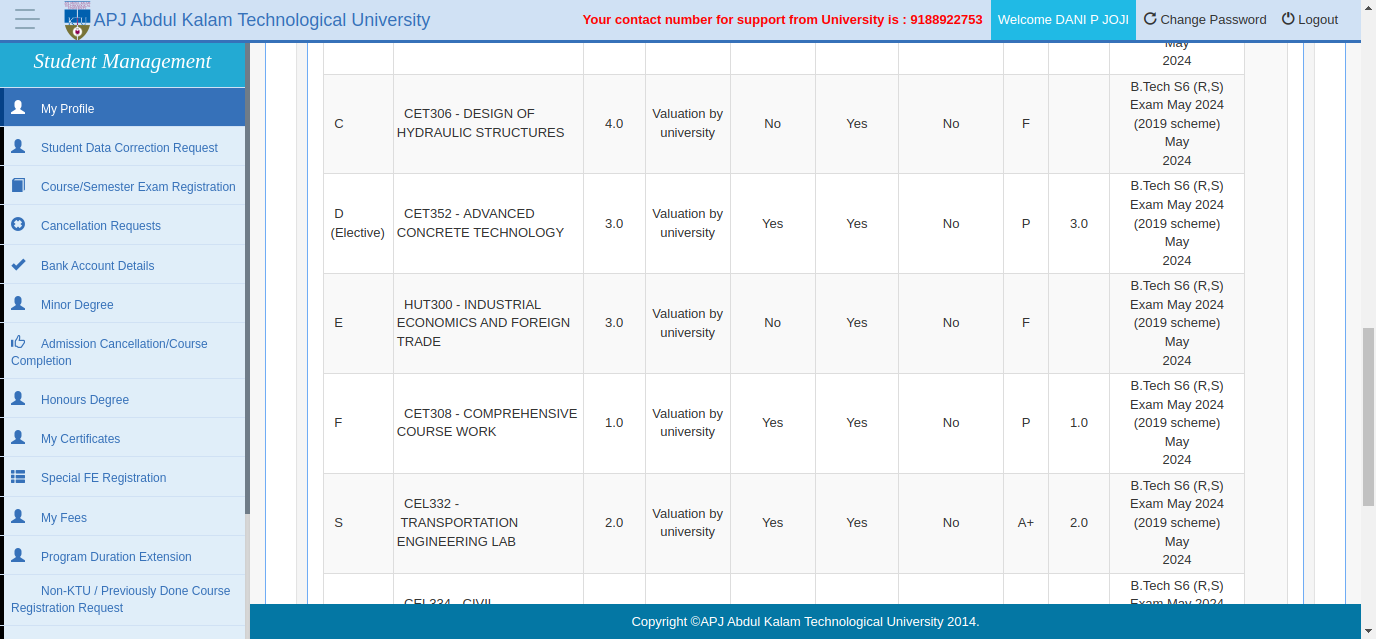 APJ Abdul Kalam Technological University
Your contact number for support from University is : 9188922753
Welcome DANI P JOJI
Change Password
Logout
Student Management
My Profile
Student Data Correction Request
Course/Semester Exam Registration
Cancellation Requests
Bank Account Details
Minor Degree
Admission Cancellation/Course
Completion
Honours Degree
My Certificates
Special FE Registration
My Fees
Program Duration Extension
Non-KTU / Previously Done Course
Registration Request
May
2024
C
CET306 - DESIGN OF
HYDRAULIC STRUCTURES
4.0
Valuation by
university
No
Yes
No
F
B.Tech S6 (R,S)
Exam May 2024
(2019 scheme)
May
2024
D
(Elective)
CET352 - ADVANCED
CONCRETE TECHNOLOGY
3.0
Valuation by
university
Yes
Yes
No
P
3.0
B.Tech S6 (R,S)
Exam May 2024
(2019 scheme)
May
2024
E
HUT300 - INDUSTRIAL
ECONOMICS AND FOREIGN
TRADE
3.0
Valuation by
university
No
Yes
No
F
B.Tech S6 (R,S)
Exam May 2024
(2019 scheme)
May
2024
F
CET308 - COMPREHENSIVE
COURSE WORK
1.0
Valuation by
university
Yes
Yes
No
P
1.0
B.Tech S6 (R,S)
Exam May 2024
(2019 scheme)
May
2024
S
CEL332 -
TRANSPORTATION
ENGINEERING LAB
2.0
Valuation by
university
Yes
Yes
No
A+
2.0
B.Tech S6 (R,S)
Exam May 2024
(2019 scheme)
May
2024
CEL334 - CIVIL
B.Tech S6 (R,S)
Exam May 2024
Copyright ©APJ Abdul Kalam Technological University 2014.